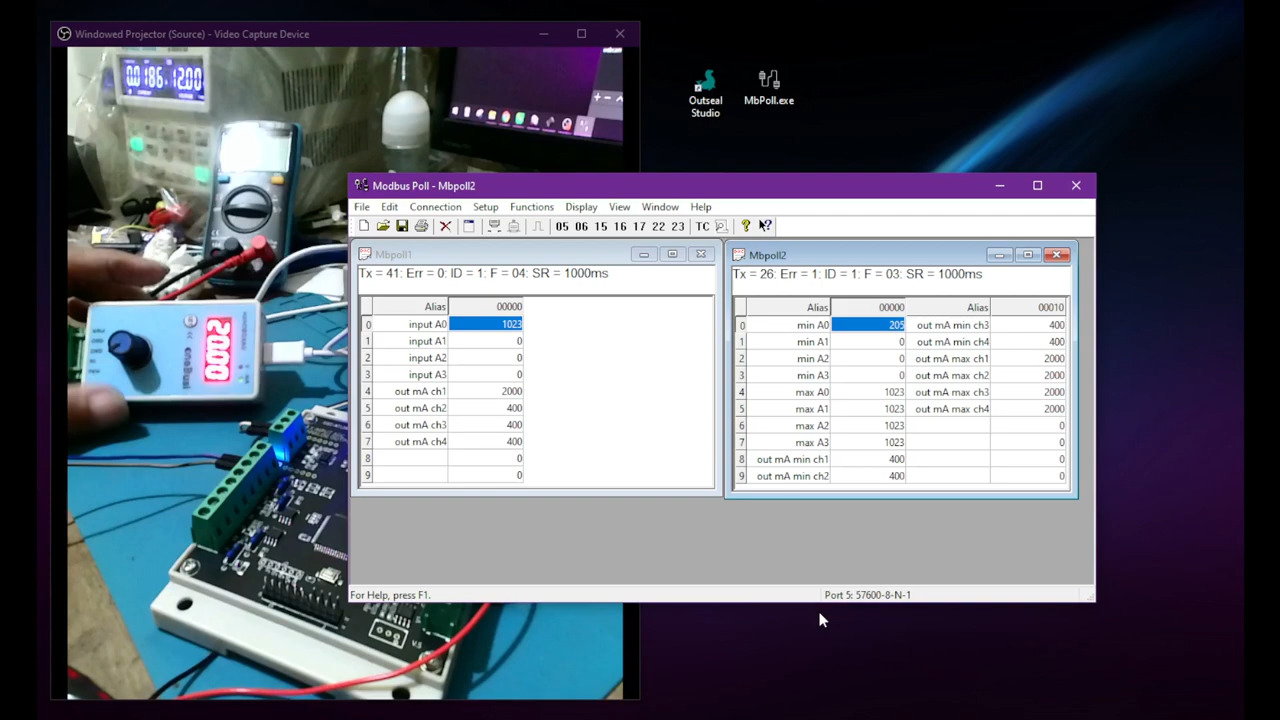 Windowed Projector (Source) - Video Capture Device
0.0186 12.00
2000
Outseal Studio
MbPoll.exe
Modbus Poll - Mbpoll2
File Edit Connection Setup Functions Display View Window Help
05 06 15 16 17 22 23 TC
Mbpoll1
Tx = 41: Err = 0: ID = 1: F = 04: SR = 1000ms
Alias 00000
0 input A0 1023
1 input A1 0
2 input A2 0
3 input A3 0
4 out mA ch1 2000
5 out mA ch2 400
6 out mA ch3 400
7 out mA ch4 400
8 0
9 0
Mbpoll2
Tx = 26: Err = 1: ID = 1: F = 03: SR = 1000ms
Alias 00000 Alias 00010
0 min A0 205 out mA min ch3 400
1 min A1 0 out mA min ch4 400
2 min A2 0 out mA max ch1 2000
3 min A3 0 out mA max ch2 2000
4 max A0 1023 out mA max ch3 2000
5 max A1 1023 out mA max ch4 2000
6 max A2 1023 0
7 max A3 1023 0
8 out mA min ch1 400 0
9 out mA min ch2 400 0
For Help, press F1.
Port 5: 57600-8-N-1